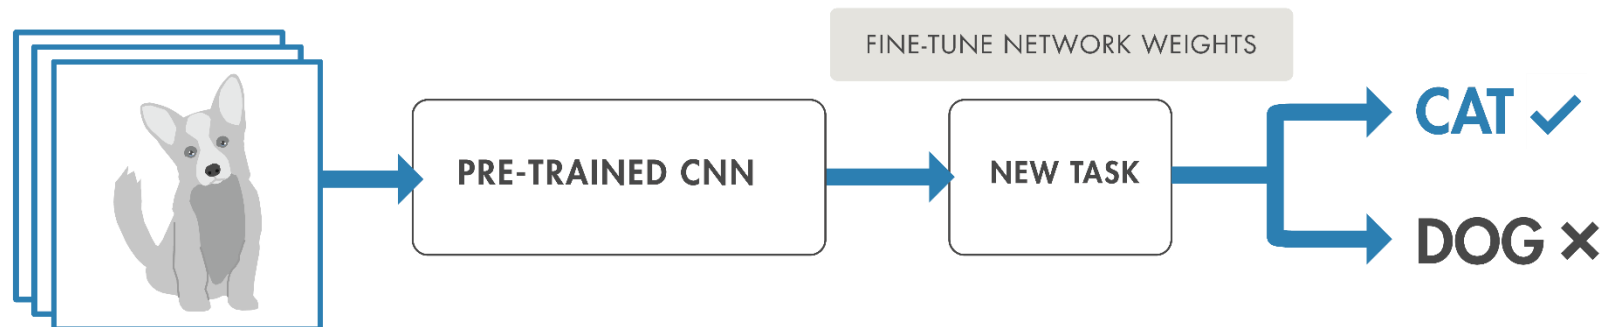 FINE-TUNE NETWORK WEIGHTS
PRE-TRAINED CNN
NEW TASK
CAT ✓
DOG ✕